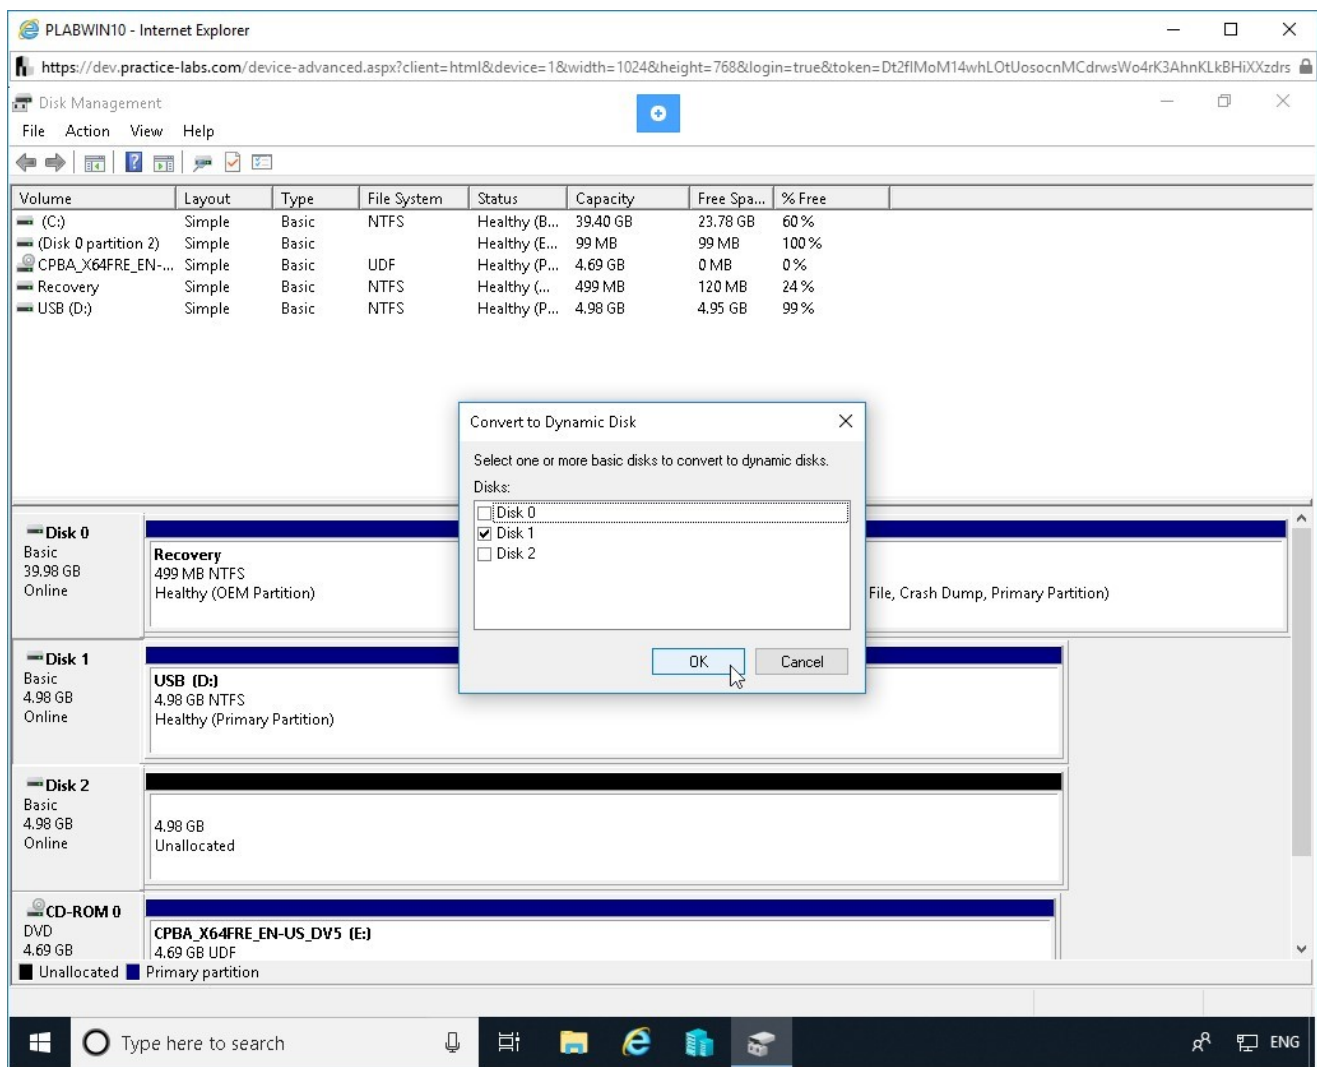 PLABWIN10 - Internet Explorer
https://dev.practice-labs.com/device-advanced.aspx?client=html&device=1&width=1024&height=768&login=true&token=Dt2flMoM14whLOtUosocnMCdrwsWo4rK3AhnKLkBHiXXzdrs
Disk Management
File Action View Help
Volume Layout Type File System Status Capacity Free Spa... % Free
(C:) Simple Basic NTFS Healthy (B... 39.40 GB 23.78 GB 60 %
(Disk 0 partition 2) Simple Basic Healthy (E... 99 MB 99 MB 100 %
CPBA_X64FRE_EN-... Simple Basic UDF Healthy (P... 4.69 GB 0 MB 0 %
Recovery Simple Basic NTFS Healthy (... 499 MB 120 MB 24 %
USB (D:) Simple Basic NTFS Healthy (P... 4.98 GB 4.95 GB 99 %
Convert to Dynamic Disk
Select one or more basic disks to convert to dynamic disks.
Disks:
Disk 0
Disk 1
Disk 2
OK Cancel
Disk 0
Basic
39.98 GB
Online
Recovery
499 MB NTFS
Healthy (OEM Partition)
File, Crash Dump, Primary Partition)
Disk 1
Basic
4.98 GB
Online
USB (D:)
4.98 GB NTFS
Healthy (Primary Partition)
Disk 2
Basic
4.98 GB
Online
4.98 GB
Unallocated
CD-ROM 0
DVD
4.69 GB
CPBA_X64FRE_EN-US_DV5 (E:)
4.69 GB UDF
Unallocated Primary partition
Type here to search
ENG